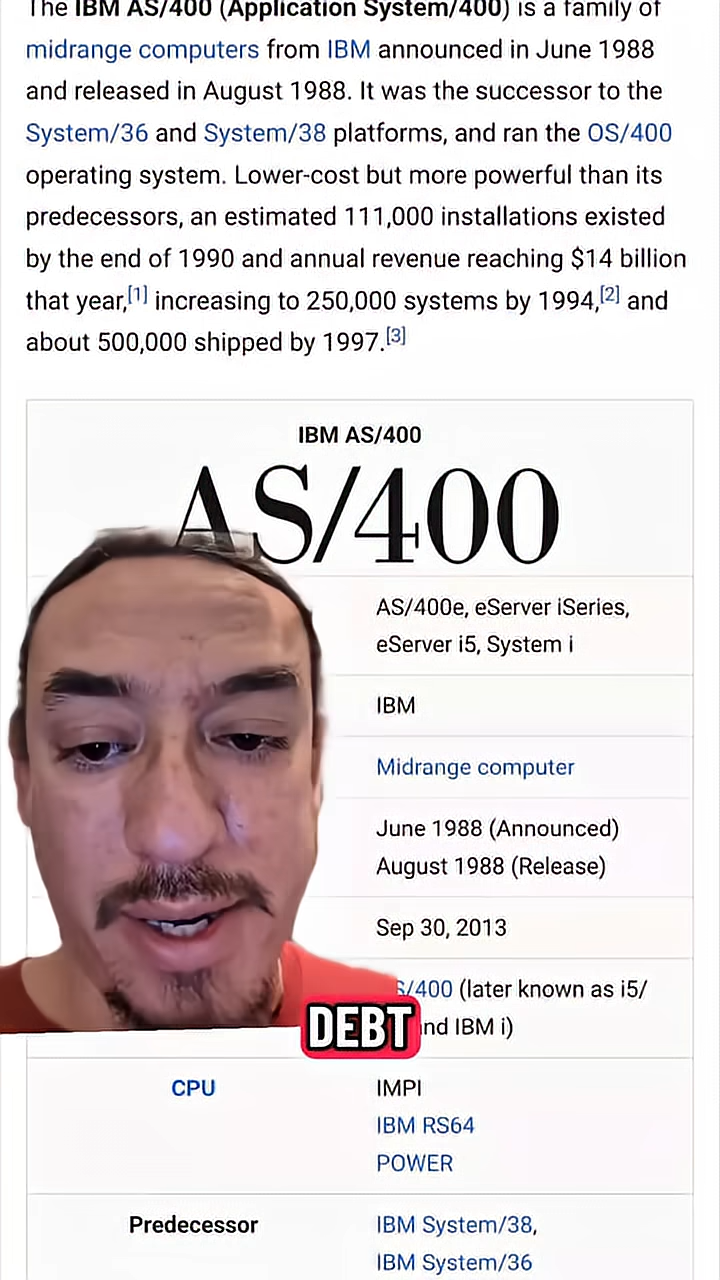 The IBM AS/400 (Application System/400) is a family of
midrange computers from IBM announced in June 1988
and released in August 1988. It was the successor to the
System/36 and System/38 platforms, and ran the OS/400
operating system. Lower-cost but more powerful than its
predecessors, an estimated 111,000 installations existed
by the end of 1990 and annual revenue reaching $14 billion
that year,[1] increasing to 250,000 systems by 1994,[2] and
about 500,000 shipped by 1997.[3]
IBM AS/400
AS/400
AS/400e, eServer iSeries,
eServer i5, System i
IBM
Midrange computer
June 1988 (Announced)
August 1988 (Release)
Sep 30, 2013
S/400 (later known as i5/
DEBT
nd IBM i)
CPU
IMPI
IBM RS64
POWER
Predecessor
IBM System/38,
IBM System/36